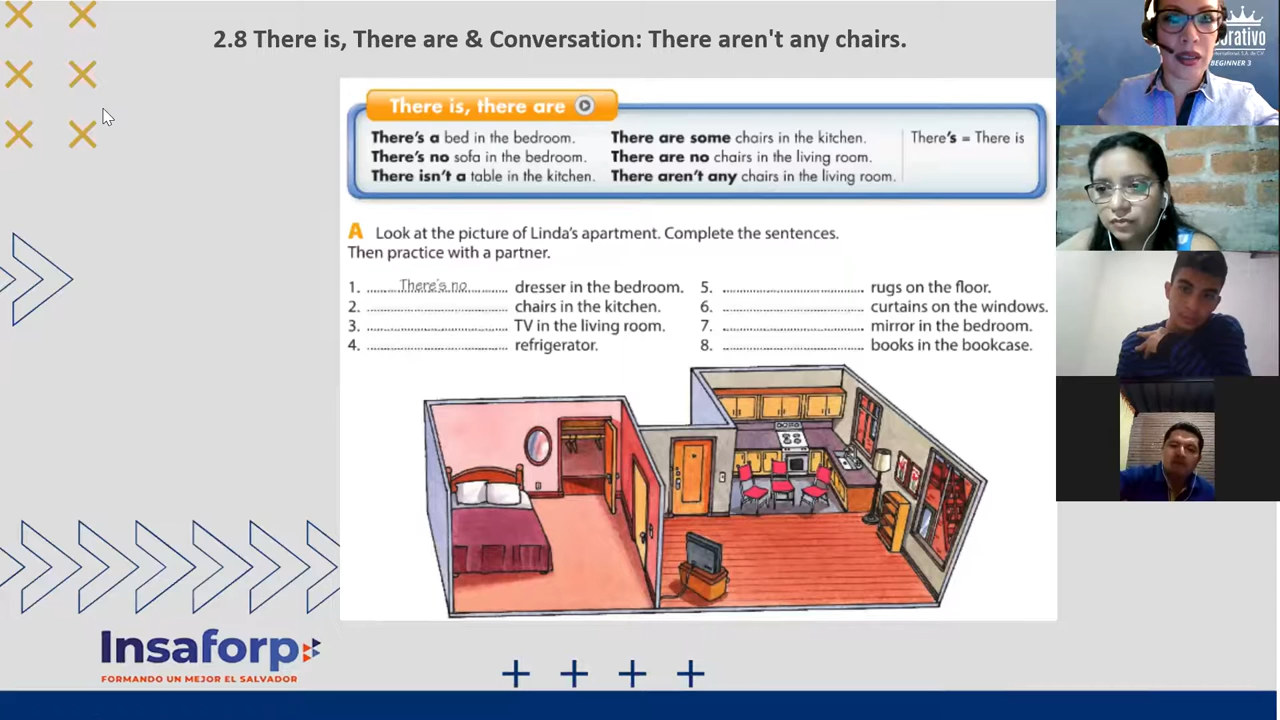 2.8 There is, There are & Conversation: There aren't any chairs.
There is, there are
There's a bed in the bedroom.
There's no sofa in the bedroom.
There isn't a table in the kitchen.
There are some chairs in the kitchen.
There are no chairs in the living room.
There aren't any chairs in the living room.
There's = There is
A Look at the picture of Linda's apartment. Complete the sentences.
Then practice with a partner.
1. There's no dresser in the bedroom.
2. chairs in the kitchen.
3. TV in the living room.
4. refrigerator.
5. rugs on the floor.
6. curtains on the windows.
7. mirror in the bedroom.
8. books in the bookcase.
Insaforp
FORMANDO UN MEJOR EL SALVADOR
BEGINNER 3